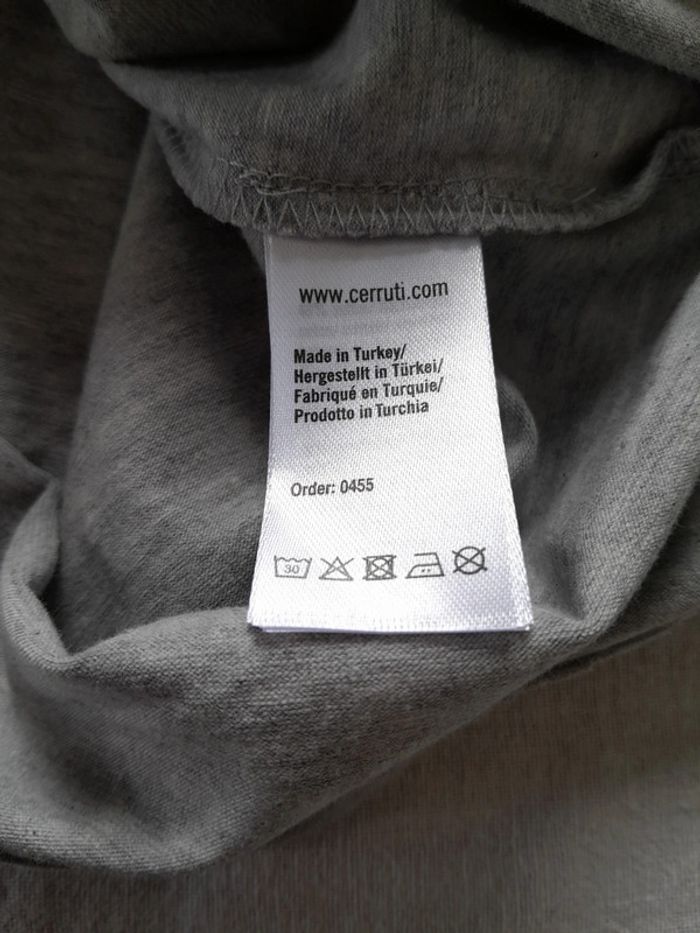 www.cerruti.com
Made in Turkey/
Hergestellt in Türkei/
Fabriqué en Turquie/
Prodotto in Turchia
Order: 0455
30